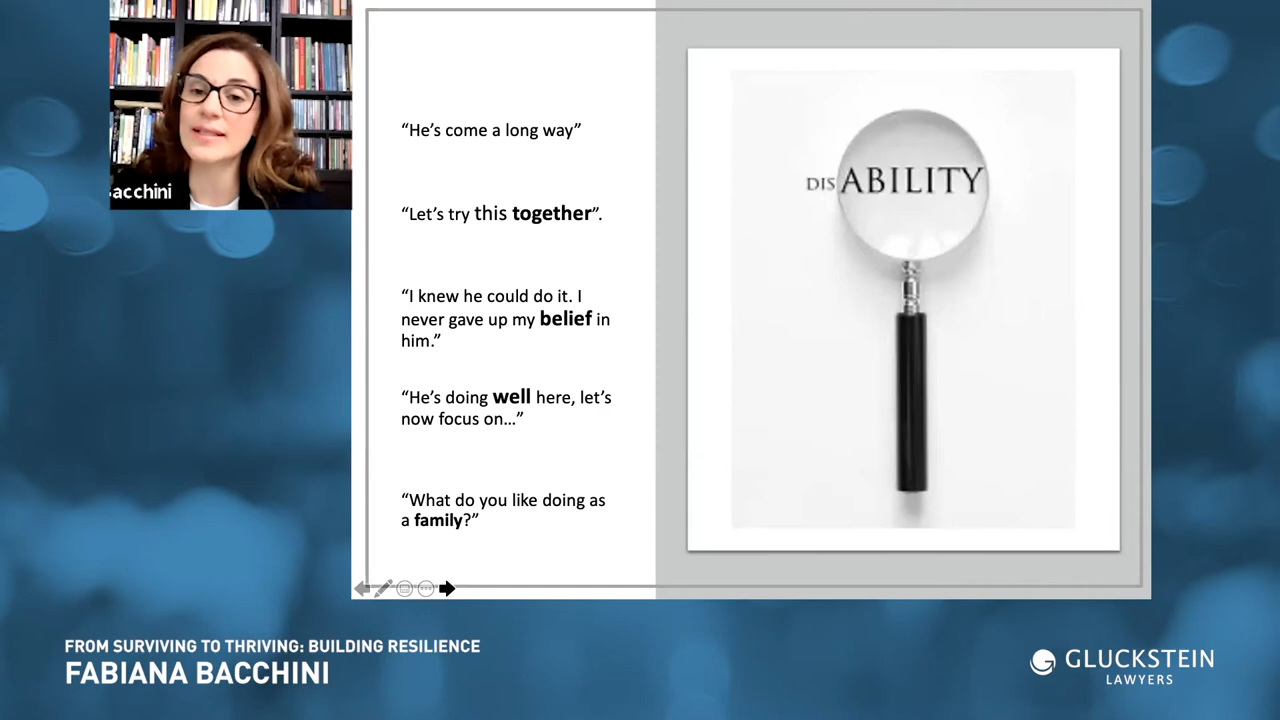 acchini
“He’s come a long way”
“Let’s try this together”.
“I knew he could do it. I
never gave up my belief in
him.”
“He’s doing well here, let’s
now focus on...”
“What do you like doing as
a family?”
DISABILITY
FROM SURVIVING TO THRIVING: BUILDING RESILIENCE
FABIANA BACCHINI
GLUCKSTEIN
LAWYERS